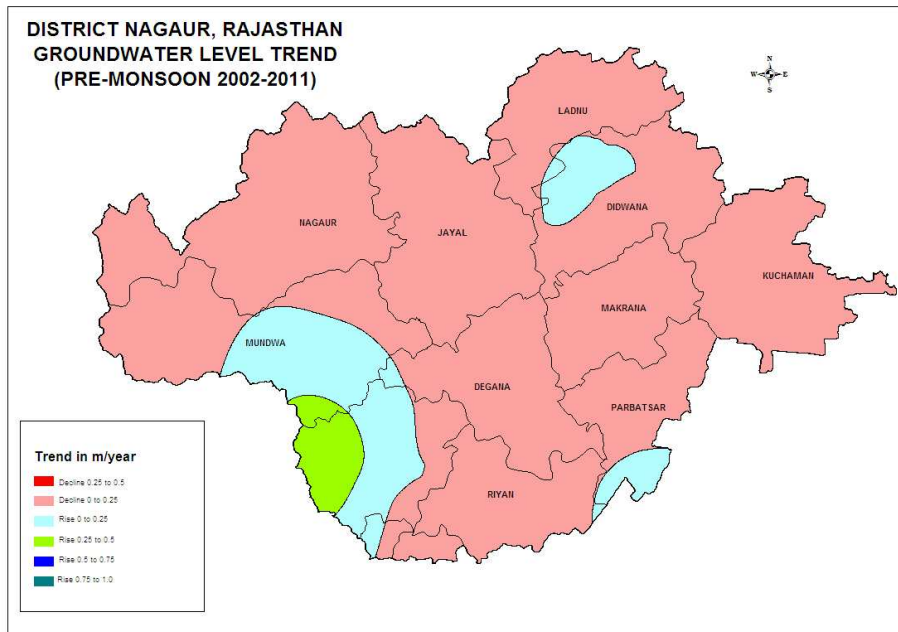 DISTRICT NAGAUR, RAJASTHAN
GROUNDWATER LEVEL TREND
(PRE-MONSOON 2002-2011)
N
W E
S
LADNU
DIDWANA
NAGAUR
JAYAL
KUCHAMAN
MAKRANA
MUNDWA
DEGANA
PARBATSAR
RIYAN
Trend in m/year
Decline 0.25 to 0.5
Decline 0 to 0.25
Rise 0 to 0.25
Rise 0.25 to 0.5
Rise 0.5 to 0.75
Rise 0.75 to 1.0